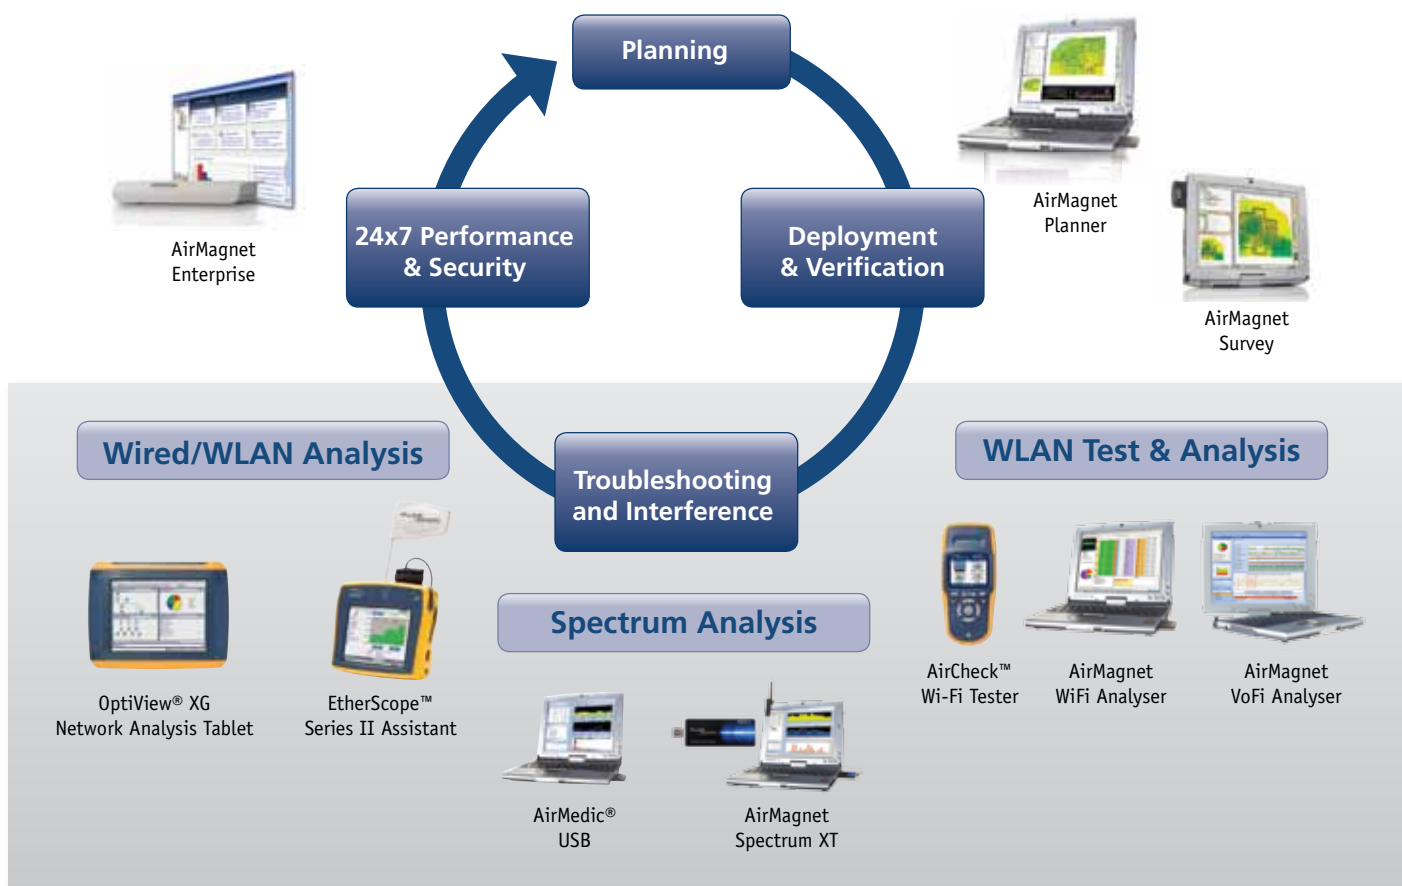 Planning
AirMagnet
Enterprise
24x7 Performance
& Security
Deployment
& Verification
AirMagnet
Planner
AirMagnet
Survey
Wired/WLAN Analysis
Troubleshooting
and Interference
WLAN Test & Analysis
Spectrum Analysis
OptiView® XG
Network Analysis Tablet
EtherScope™
Series II Assistant
AirCheck™
Wi-Fi Tester
AirMagnet
WiFi Analyser
AirMagnet
VoFi Analyser
AirMedic®
USB
AirMagnet
Spectrum XT